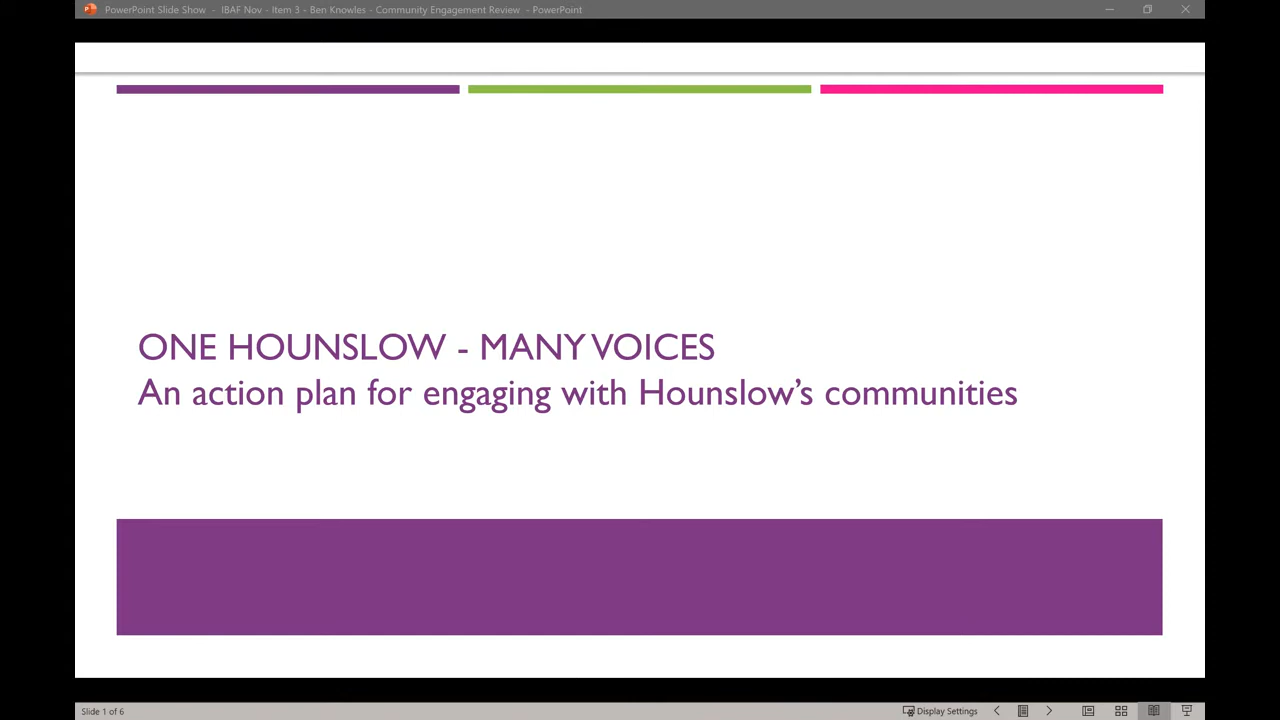 PowerPoint Slide Show - IBAF Nov - Item 3 - Ben Knowles - Community Engagement Review - PowerPoint
ONE HOUNSLOW - MANY VOICES
An action plan for engaging with Hounslow’s communities
Slide 1 of 6
Display Settings